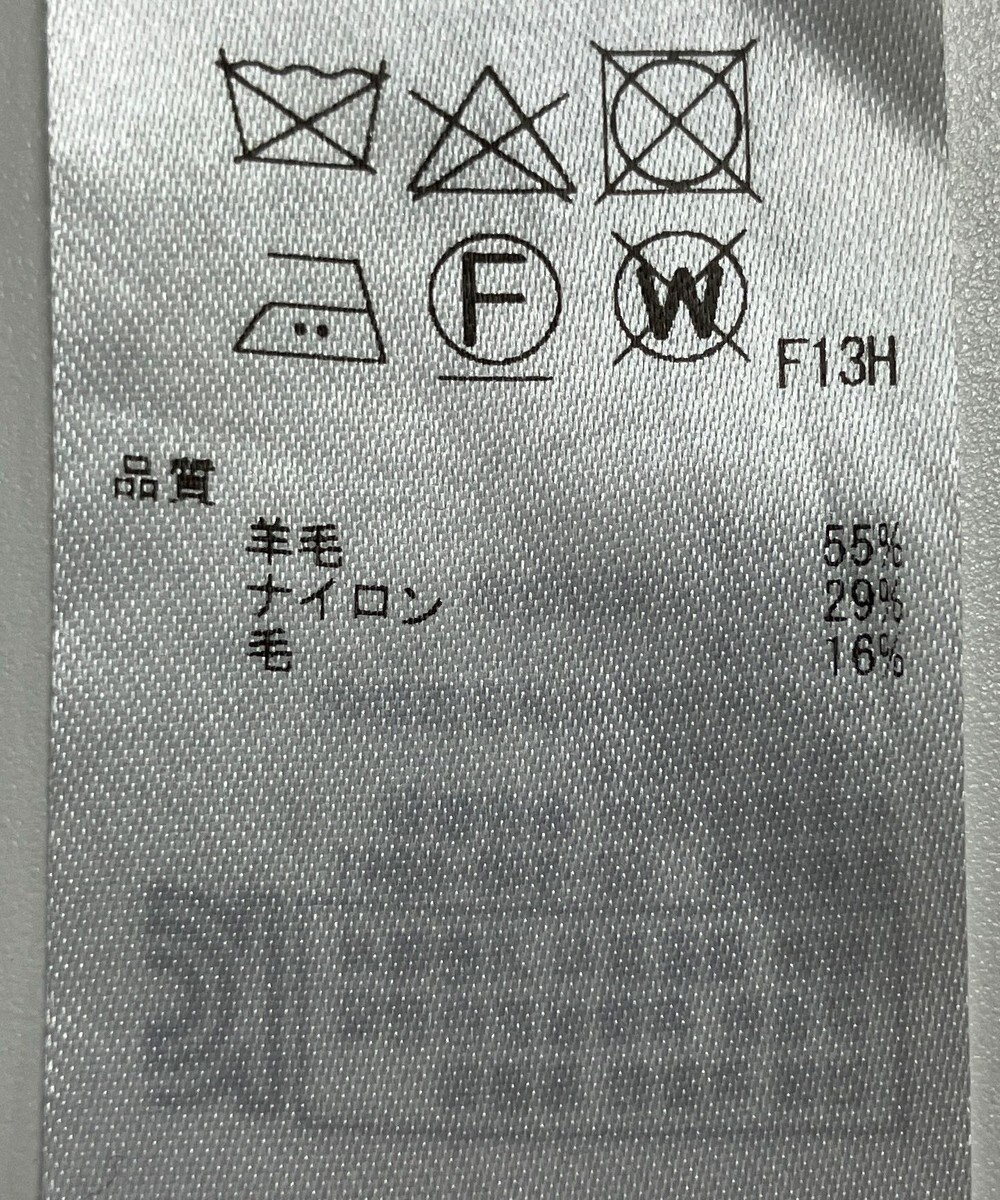 F W F13H
品質
羊毛 55%
ナイロン 29%
毛 16%